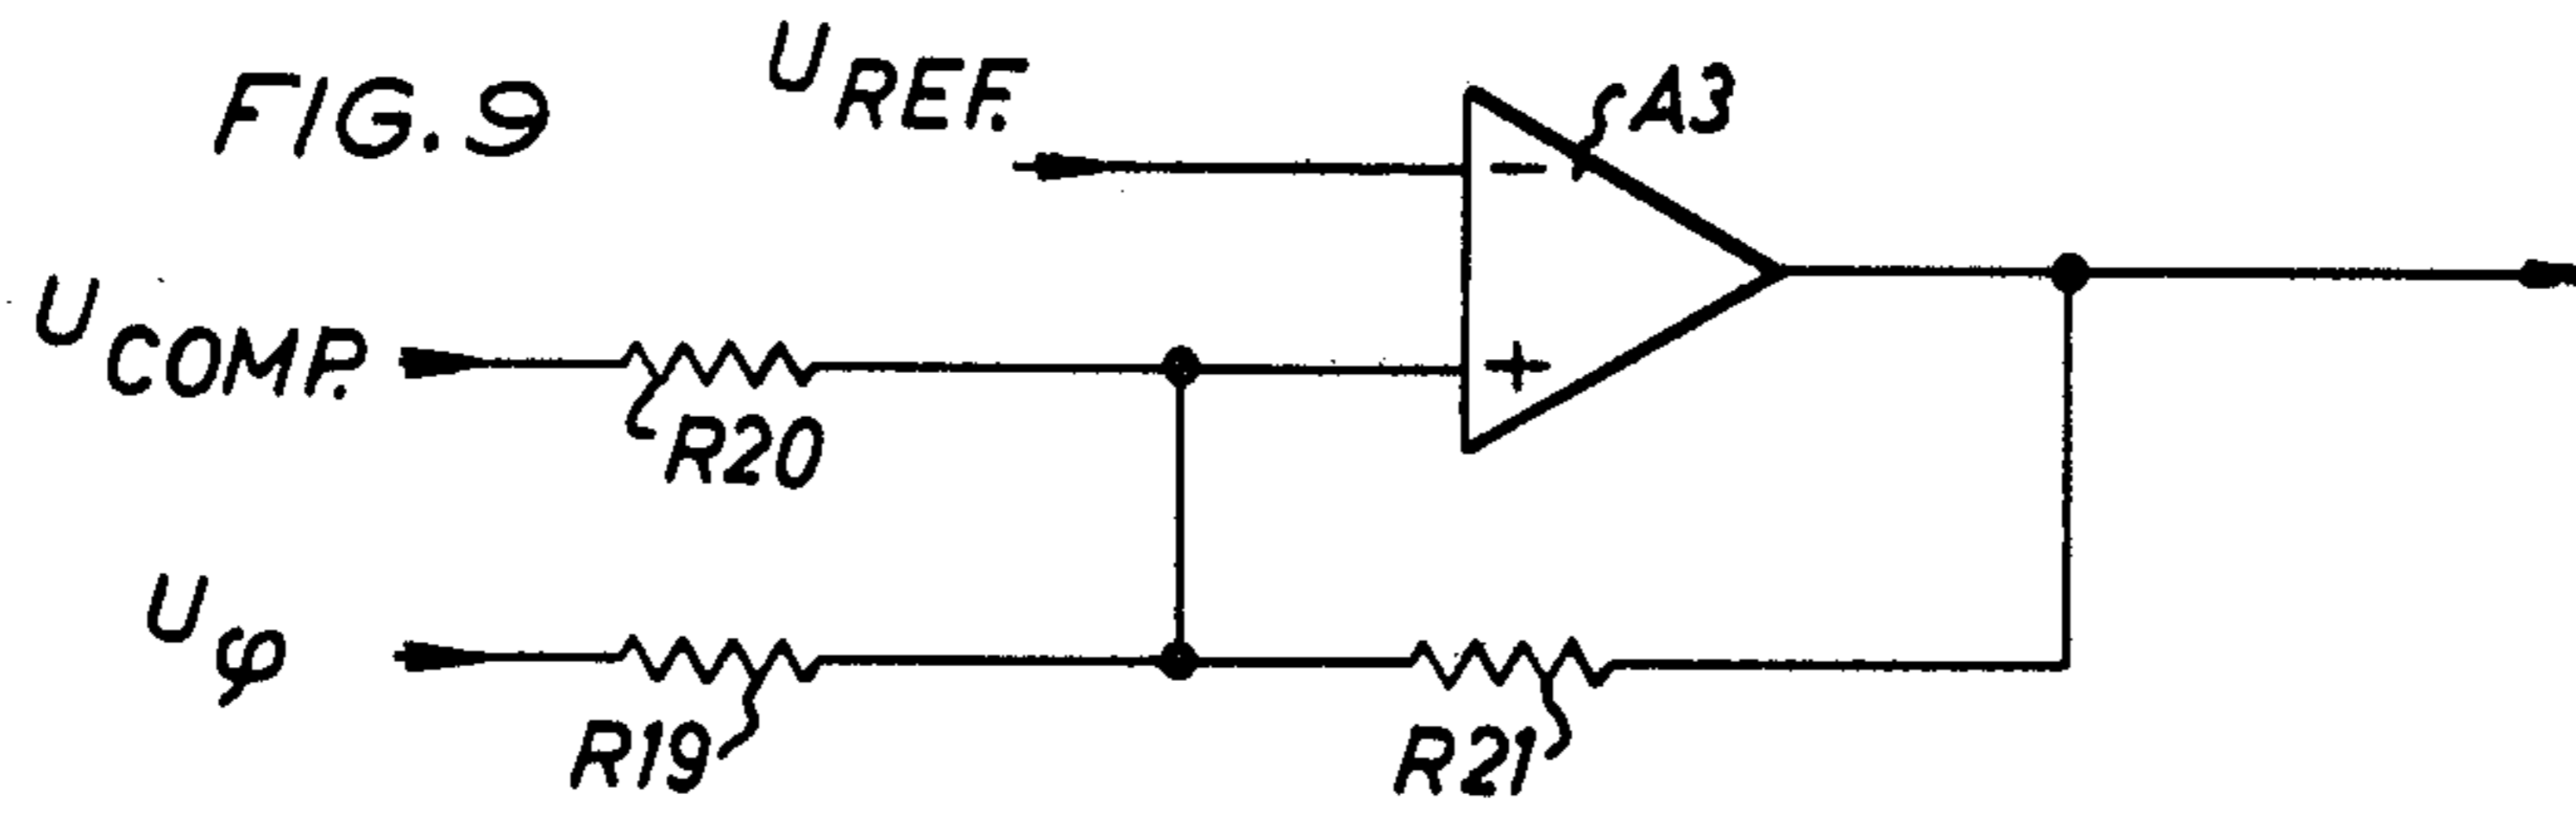 FIG. 9
U REF.
A3
−
U COMP.
+
R20
U φ
R19
R21